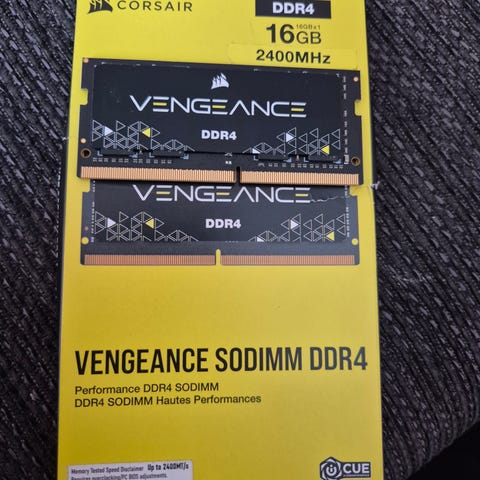 CORSAIR
DDR4
16GB
16GBx1
2400MHz
VENGEANCE
DDR4
VENGEANCE
DDR4
VENGEANCE SODIMM DDR4
Performance DDR4 SODIMM
DDR4 SODIMM Hautes Performances
Memory Tested Speed Disclaimer Up to 2400MT/s
Requires overclocking/PC BIOS adjustments.
iCUE